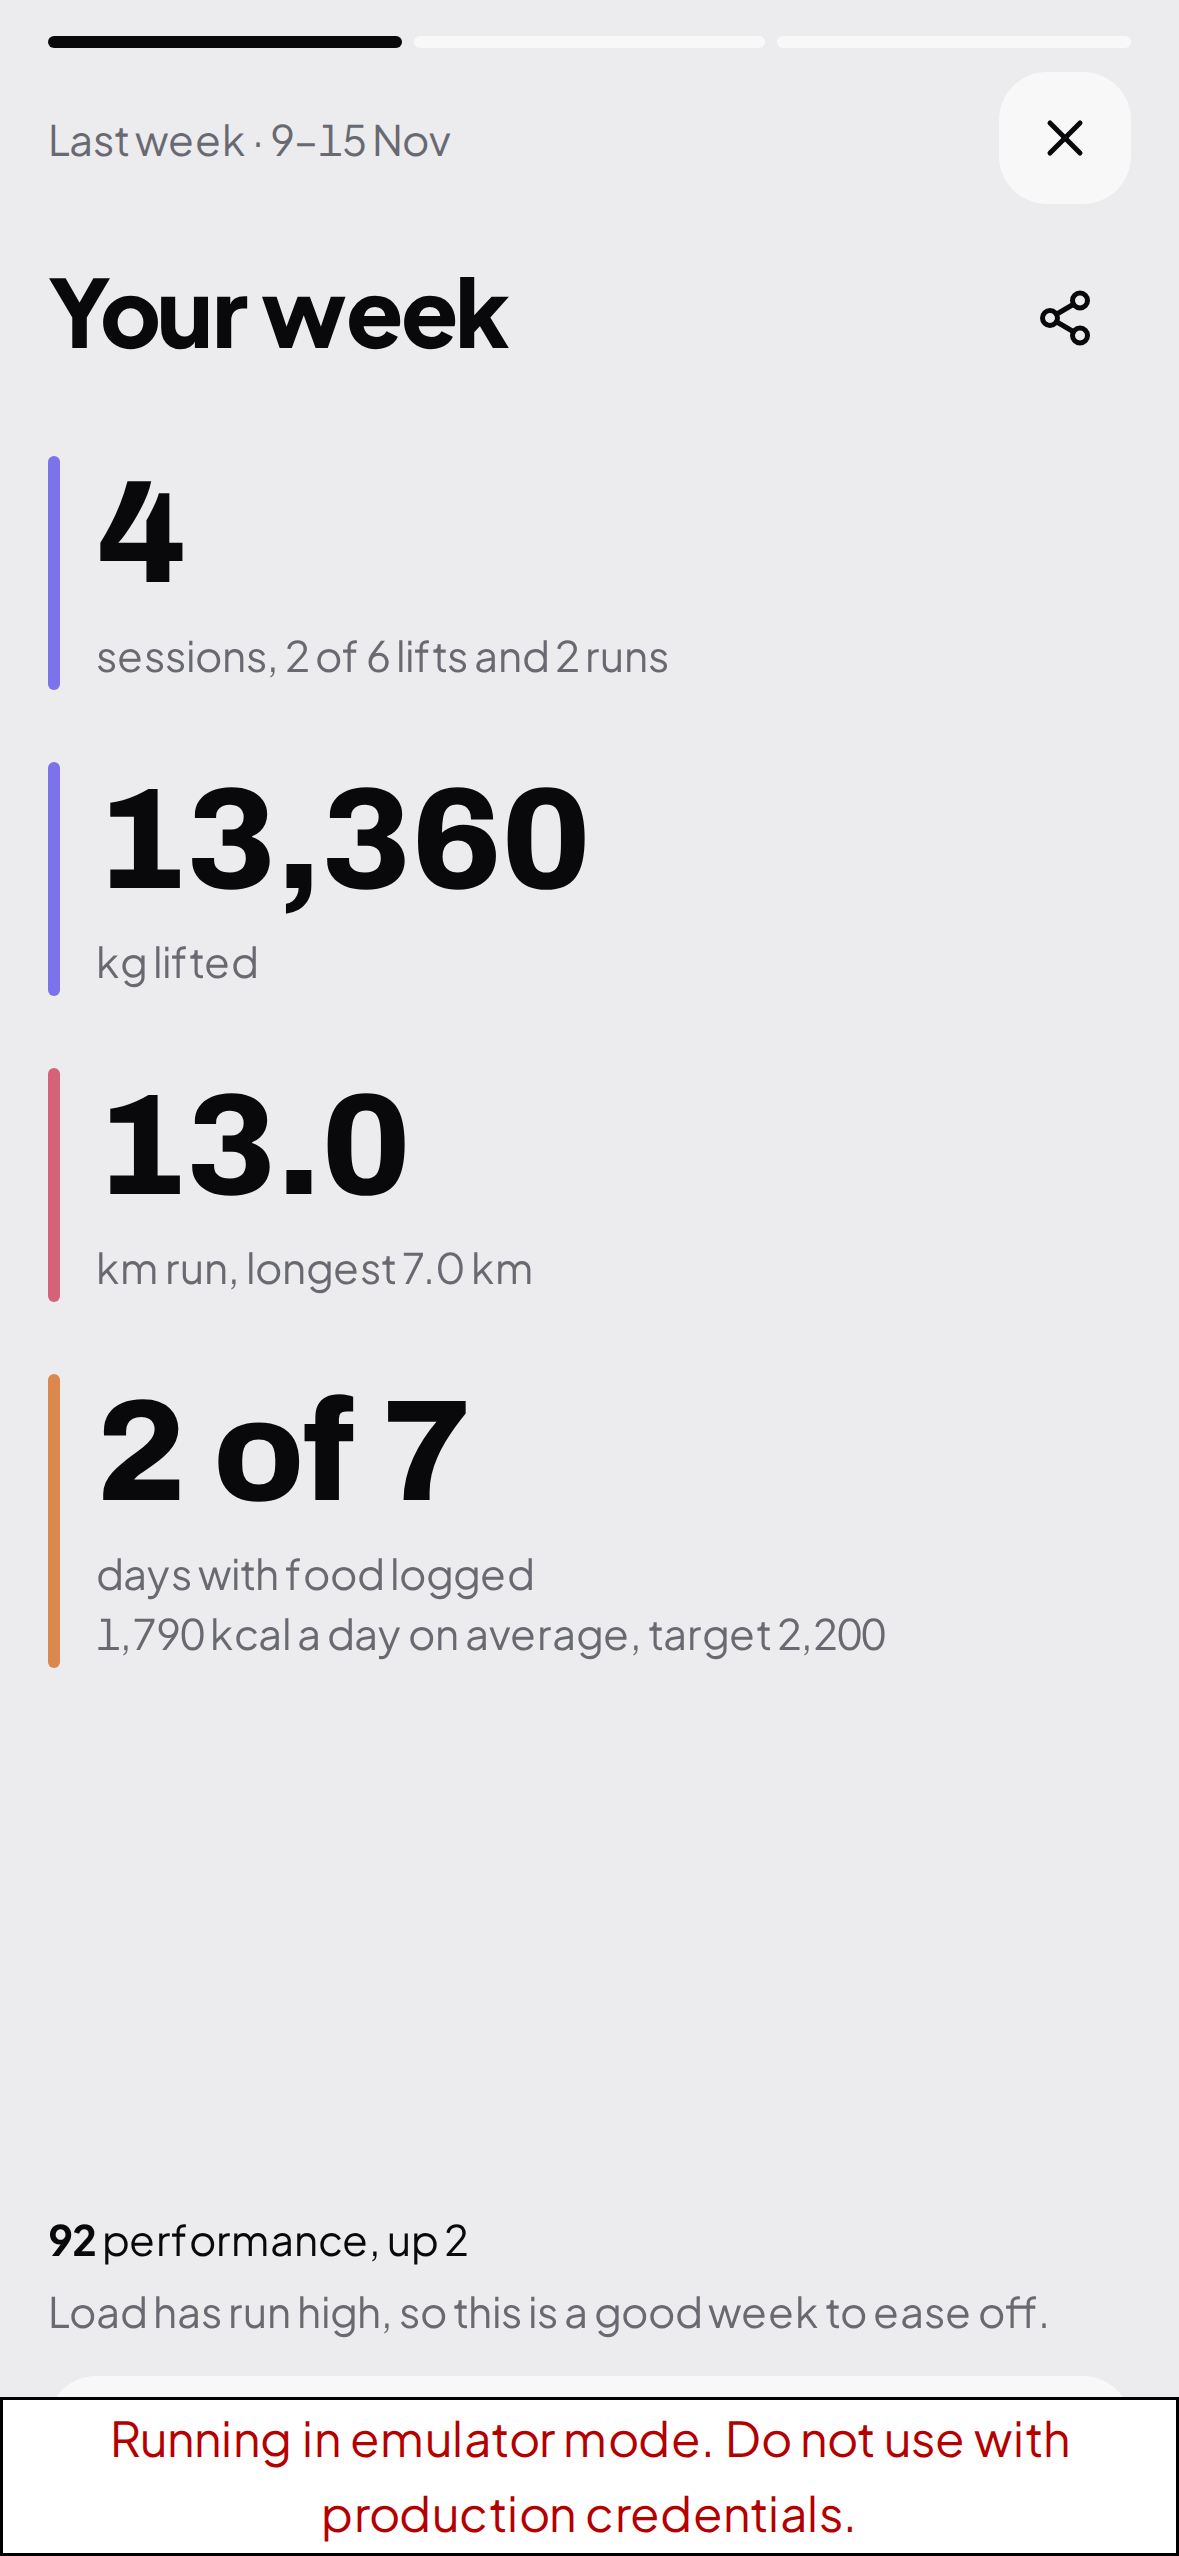 Last week · 9–15 Nov
Your week
4
sessions, 2 of 6 lifts and 2 runs
13,360
kg lifted
13.0
km run, longest 7.0 km
2 of 7
days with food logged
1,790 kcal a day on average, target 2,200
92 performance, up 2
Load has run high, so this is a good week to ease off.
Running in emulator mode. Do not use with
production credentials.